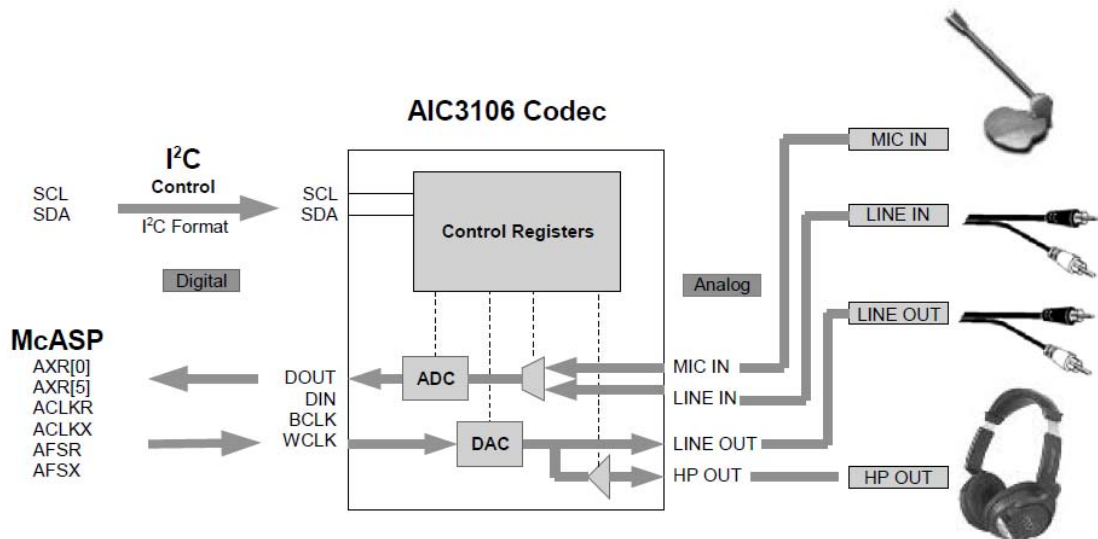 AIC3106 Codec
I²C
Control
SCL
SDA
I²C Format
SCL
SDA
Control Registers
Digital
Analog
MIC IN
LINE IN
LINE OUT
HP OUT
McASP
AXR[0]
AXR[5]
ACLKR
ACLKX
AFSR
AFSX
DOUT
DIN
BCLK
WCLK
ADC
DAC
MIC IN
LINE IN
LINE OUT
HP OUT